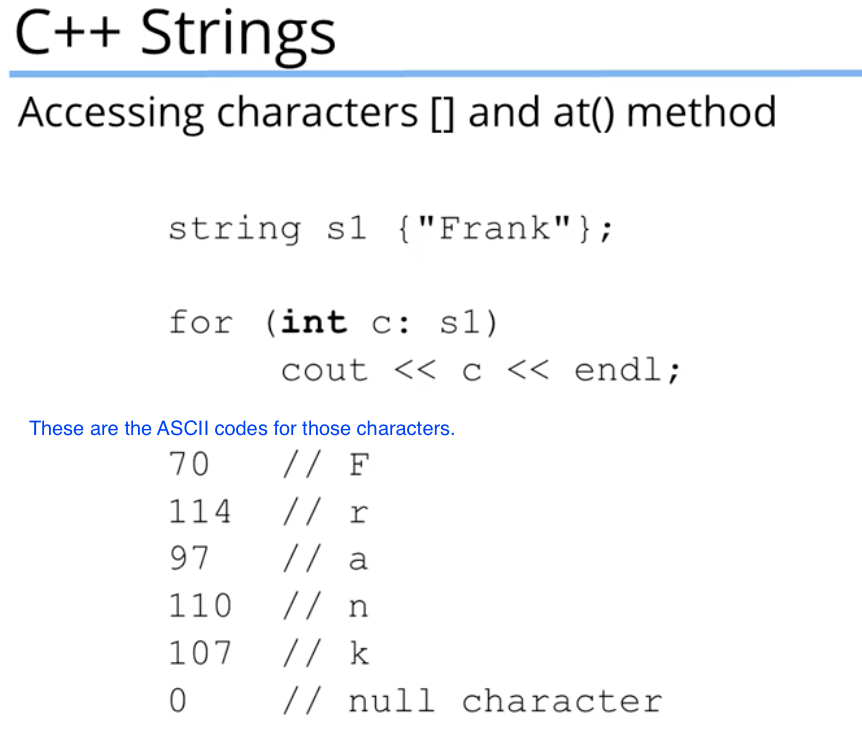 C++ Strings
Accessing characters [] and at() method
string s1 {"Frank"};
for (int c: s1)
cout << c << endl;
These are the ASCII codes for those characters.
70 // F
114 // r
97 // a
110 // n
107 // k
0 // null character